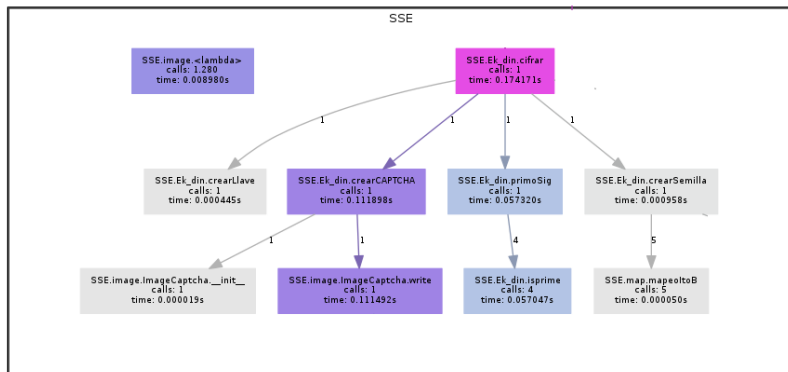 SSE
SSE.image.<lambda>
calls: 1.280
time: 0.008980s
SSE.Ek_din.cifrar
calls: 1
time: 0.174171s
1
1
1
1
SSE.Ek_din.crearLlave
calls: 1
time: 0.000445s
SSE.Ek_din.crearCAPTCHA
calls: 1
time: 0.111898s
SSE.Ek_din.primoSig
calls: 1
time: 0.057320s
SSE.Ek_din.crearSemilla
calls: 1
time: 0.000958s
1
1
4
5
SSE.image.ImageCaptcha.__init__
calls: 1
time: 0.000019s
SSE.image.ImageCaptcha.write
calls: 1
time: 0.111492s
SSE.Ek_din.isprime
calls: 4
time: 0.057047s
SSE.map.mapeoItoB
calls: 5
time: 0.000050s